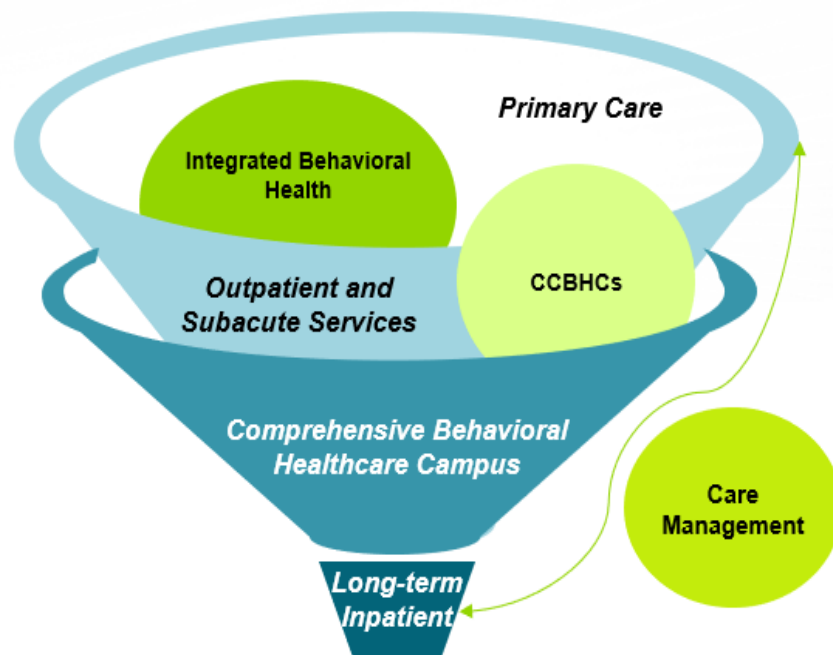 Primary Care
Integrated Behavioral
Health
CCBHCs
Outpatient and
Subacute Services
Comprehensive Behavioral
Healthcare Campus
Care
Management
Long-term
Inpatient